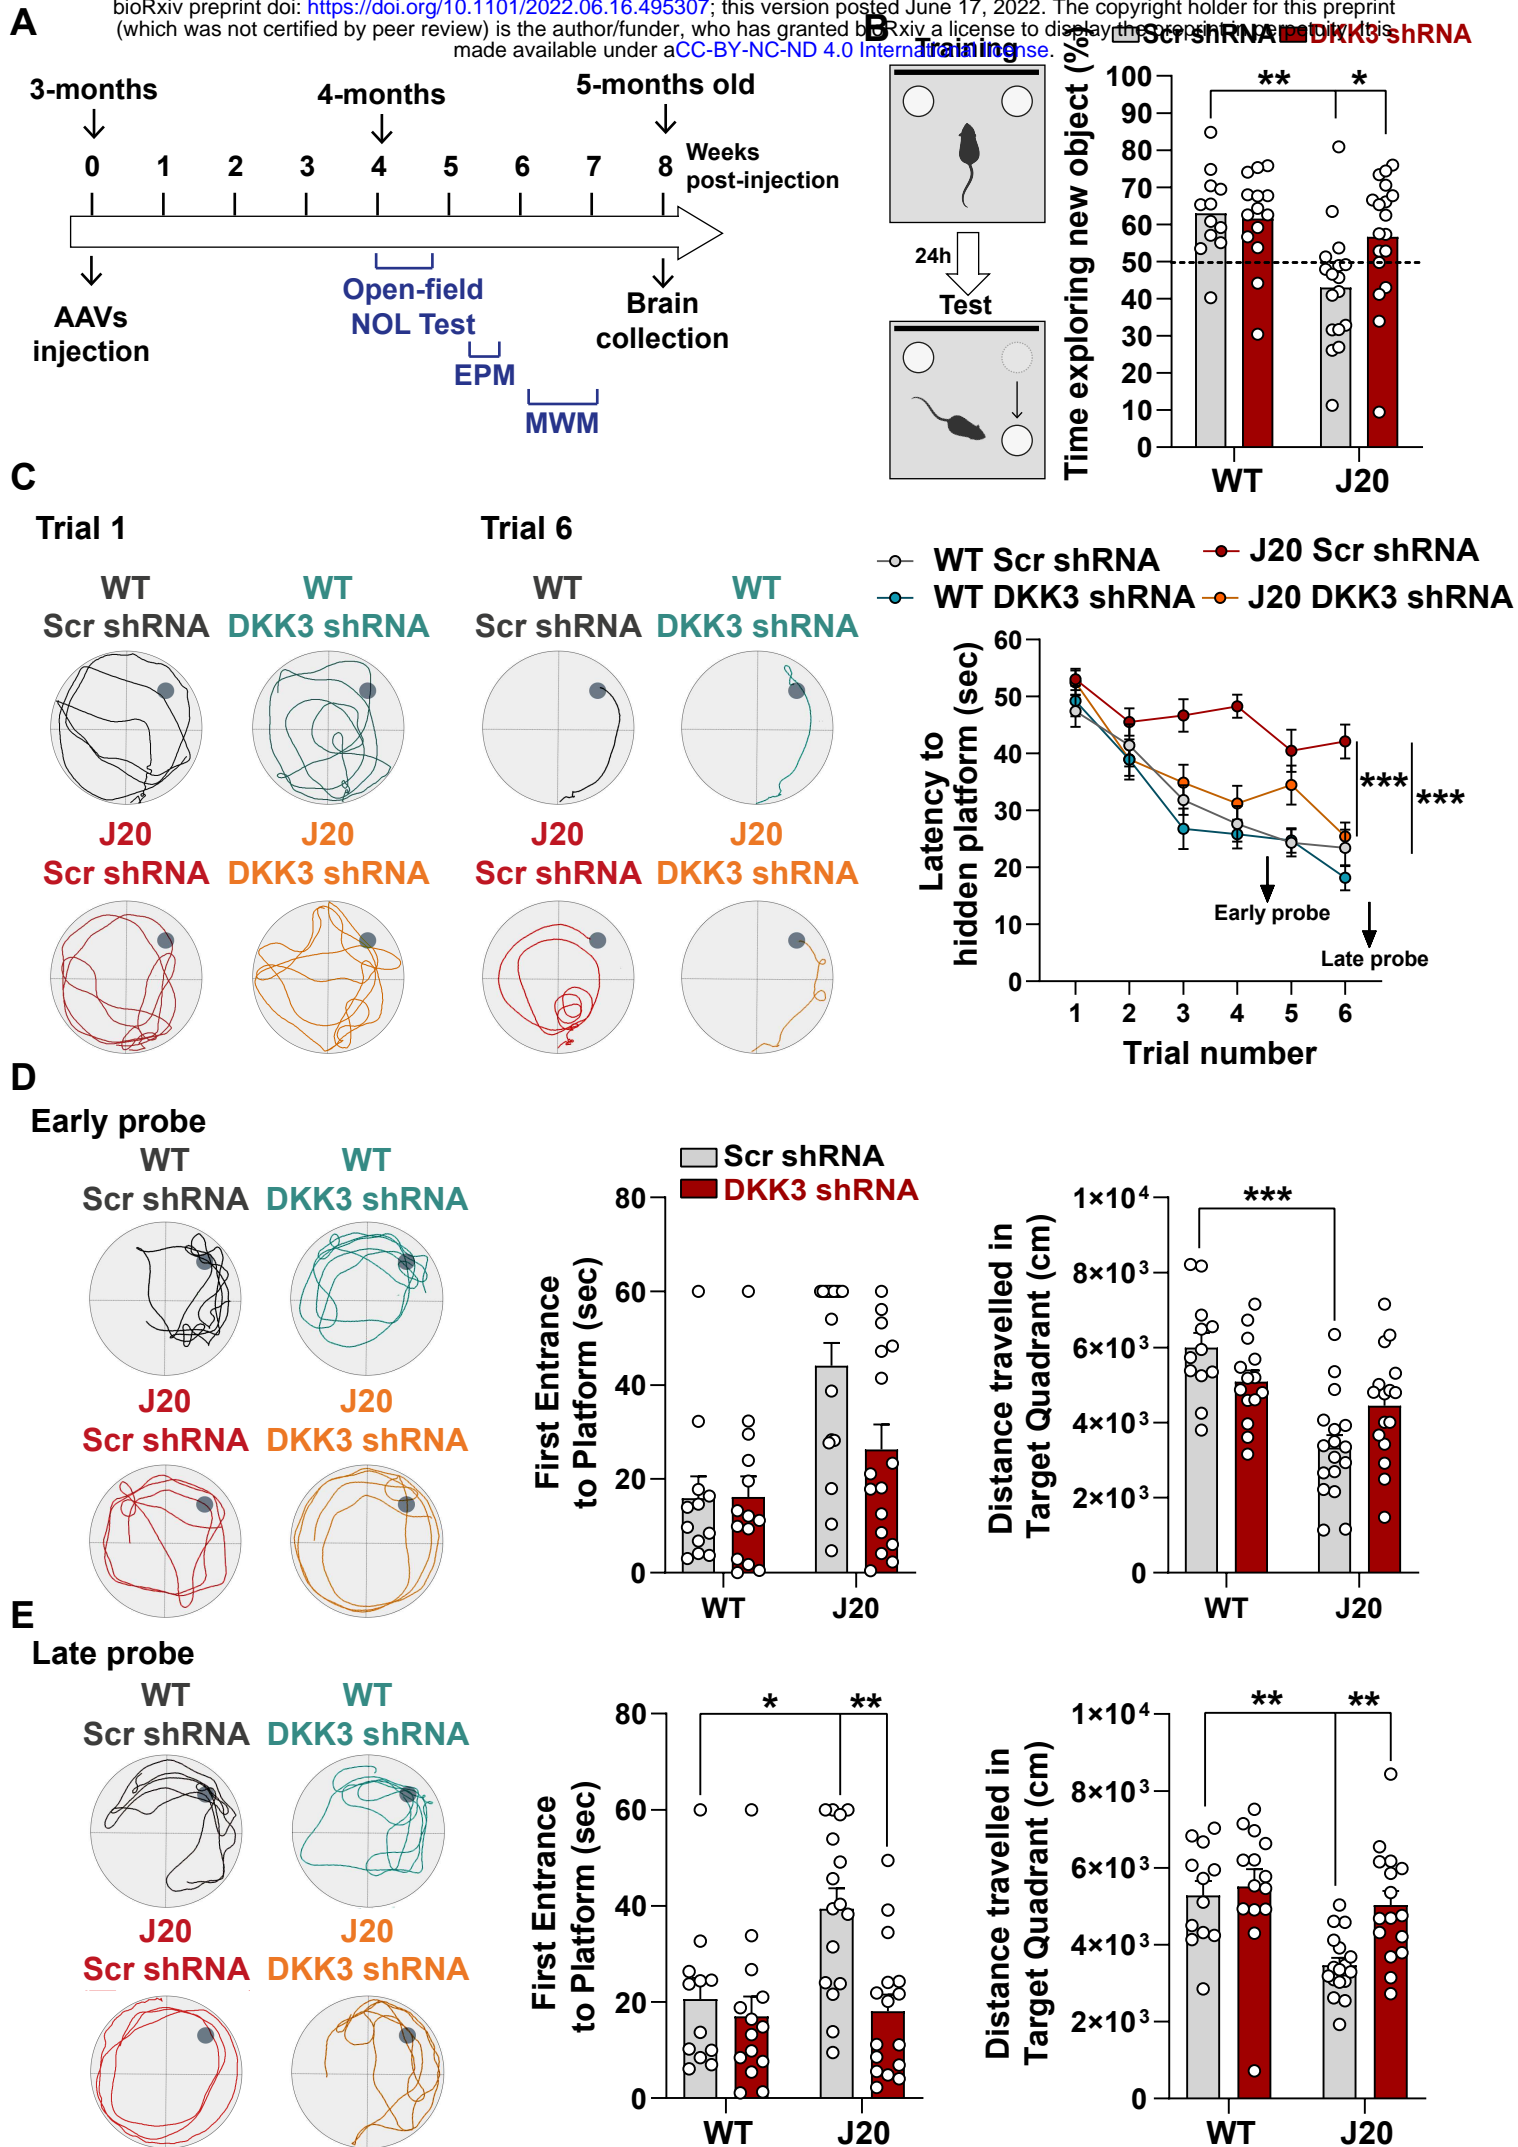 bioRxiv preprint doi: https://doi.org/10.1101/2022.06.16.495307; this version posted June 17, 2022. The copyright holder for this preprint
(which was not certified by peer review) is the author/funder, who has granted bioRxiv a license to display the preprint in perpetuity. It is
made available under aCC-BY-NC-ND 4.0 International license.
A
3-months
4-months
5-months old
0 1 2 3 4 5 6 7 8
Weeks
post-injection
AAVs
injection
Open-field
NOL Test
EPM
MWM
Brain
collection
B
Training
24h
Test
Scr shRNA DKK3 shRNA
Time exploring new object (%)
100
90
80
70
60
50
40
30
20
10
0
** *
WT J20
C
Trial 1
Trial 6
WT
Scr shRNA
WT
DKK3 shRNA
WT
Scr shRNA
WT
DKK3 shRNA
J20
Scr shRNA
J20
DKK3 shRNA
J20
Scr shRNA
J20
DKK3 shRNA
WT Scr shRNA
J20 Scr shRNA
WT DKK3 shRNA
J20 DKK3 shRNA
Latency to
hidden platform (sec)
60
50
40
30
20
10
0
***
***
Early probe
Late probe
1 2 3 4 5 6
Trial number
D
Early probe
WT
Scr shRNA
WT
DKK3 shRNA
J20
Scr shRNA
J20
DKK3 shRNA
Scr shRNA
DKK3 shRNA
First Entrance
to Platform (sec)
80
60
40
20
0
WT J20
Distance travelled in
Target Quadrant (cm)
1×10⁴
8×10³
6×10³
4×10³
2×10³
0
***
WT J20
E
Late probe
WT
Scr shRNA
WT
DKK3 shRNA
J20
Scr shRNA
J20
DKK3 shRNA
First Entrance
to Platform (sec)
80
60
40
20
0
* **
WT J20
Distance travelled in
Target Quadrant (cm)
1×10⁴
8×10³
6×10³
4×10³
2×10³
0
** **
WT J20